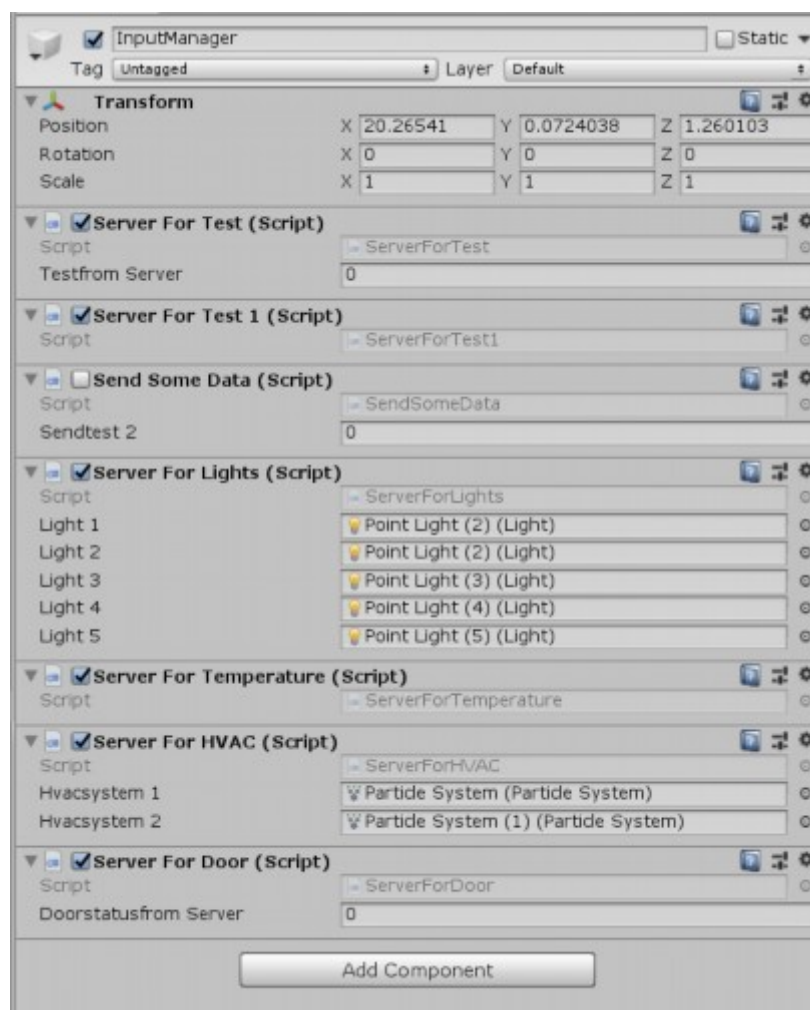 InputManager Static
Tag Untagged Layer Default
Transform
Position X 20.26541 Y 0.0724038 Z 1.260103
Rotation X 0 Y 0 Z 0
Scale X 1 Y 1 Z 1
Server For Test (Script)
Script ServerForTest
Testfrom Server 0
Server For Test 1 (Script)
Script ServerForTest1
Send Some Data (Script)
Script SendSomeData
Sendtest 2 0
Server For Lights (Script)
Script ServerForLights
Light 1 Point Light (2) (Light)
Light 2 Point Light (2) (Light)
Light 3 Point Light (3) (Light)
Light 4 Point Light (4) (Light)
Light 5 Point Light (5) (Light)
Server For Temperature (Script)
Script ServerForTemperature
Server For HVAC (Script)
Script ServerForHVAC
Hvacsystem 1 Particle System (Particle System)
Hvacsystem 2 Particle System (1) (Particle System)
Server For Door (Script)
Script ServerForDoor
Doorstatusfrom Server 0
Add Component